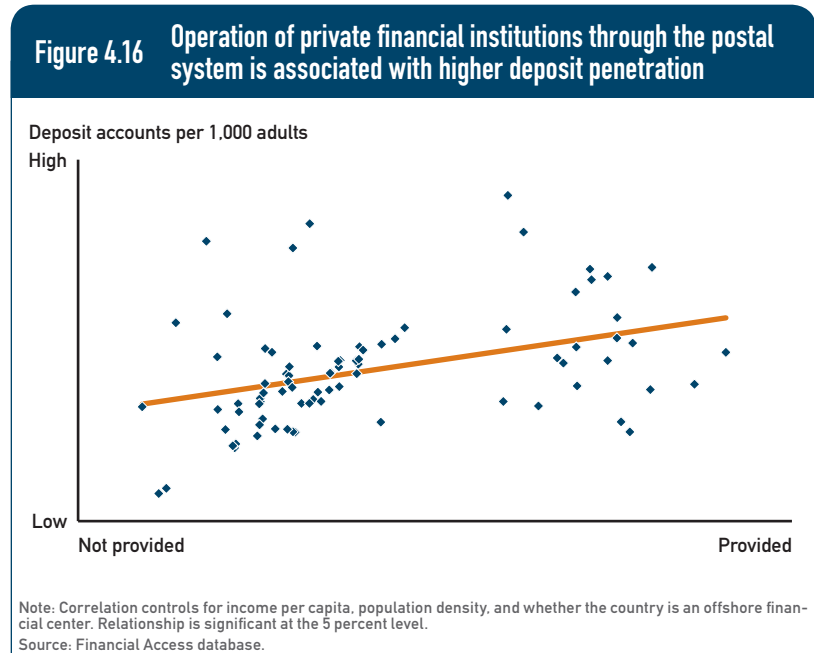 Figure 4.16
Operation of private financial institutions through the postal
system is associated with higher deposit penetration
Deposit accounts per 1,000 adults
High
Low
Not provided
Provided
Note: Correlation controls for income per capita, population density, and whether the country is an offshore finan-
cial center. Relationship is significant at the 5 percent level.
Source: Financial Access database.